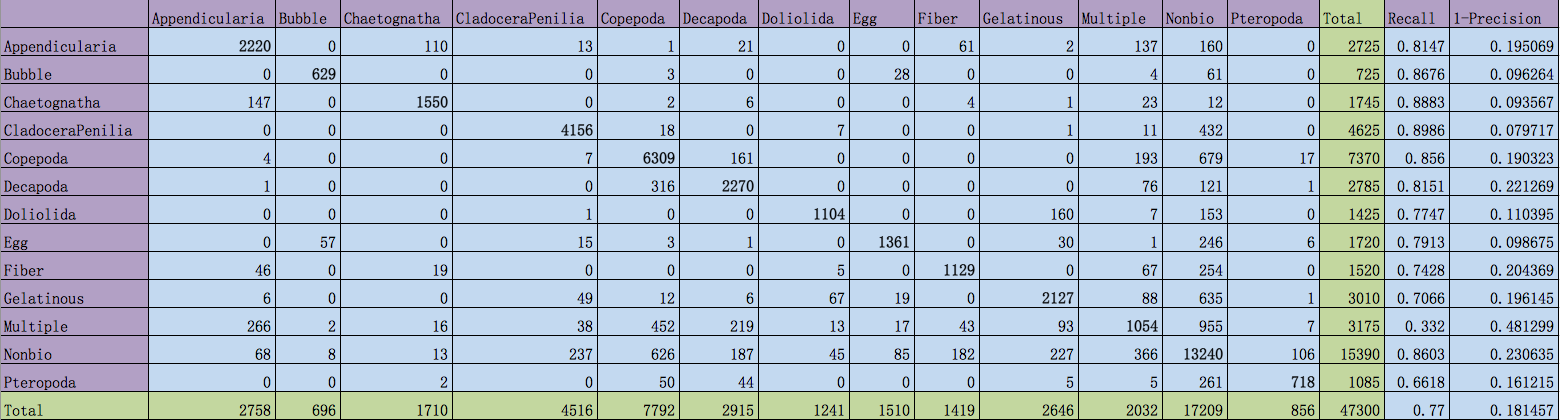 Appendicularia Bubble Chaetognatha CladoceraPenilia Copepoda Decapoda Doliolida Egg Fiber Gelatinous Multiple Nonbio Pteropoda Total Recall 1-Precision
Appendicularia 2220 0 110 13 1 21 0 0 61 2 137 160 0 2725 0.8147 0.195069
Bubble 0 629 0 0 3 0 0 28 0 0 4 61 0 725 0.8676 0.096264
Chaetognatha 147 0 1550 0 2 6 0 0 4 1 23 12 0 1745 0.8883 0.093567
CladoceraPenilia 0 0 0 4156 18 0 7 0 0 1 11 432 0 4625 0.8986 0.079717
Copepoda 4 0 0 7 6309 161 0 0 0 0 193 679 17 7370 0.856 0.190323
Decapoda 1 0 0 0 316 2270 0 0 0 0 76 121 1 2785 0.8151 0.221269
Doliolida 0 0 0 1 0 0 1104 0 0 160 7 153 0 1425 0.7747 0.110395
Egg 0 57 0 15 3 1 0 1361 0 30 1 246 6 1720 0.7913 0.098675
Fiber 46 0 19 0 0 0 5 0 1129 0 67 254 0 1520 0.7428 0.204369
Gelatinous 6 0 0 49 12 6 67 19 0 2127 88 635 1 3010 0.7066 0.196145
Multiple 266 2 16 38 452 219 13 17 43 93 1054 955 7 3175 0.332 0.481299
Nonbio 68 8 13 237 626 187 45 85 182 227 366 13240 106 15390 0.8603 0.230635
Pteropoda 0 0 2 0 50 44 0 0 0 5 5 261 718 1085 0.6618 0.161215
Total 2758 696 1710 4516 7792 2915 1241 1510 1419 2646 2032 17209 856 47300 0.77 0.181457